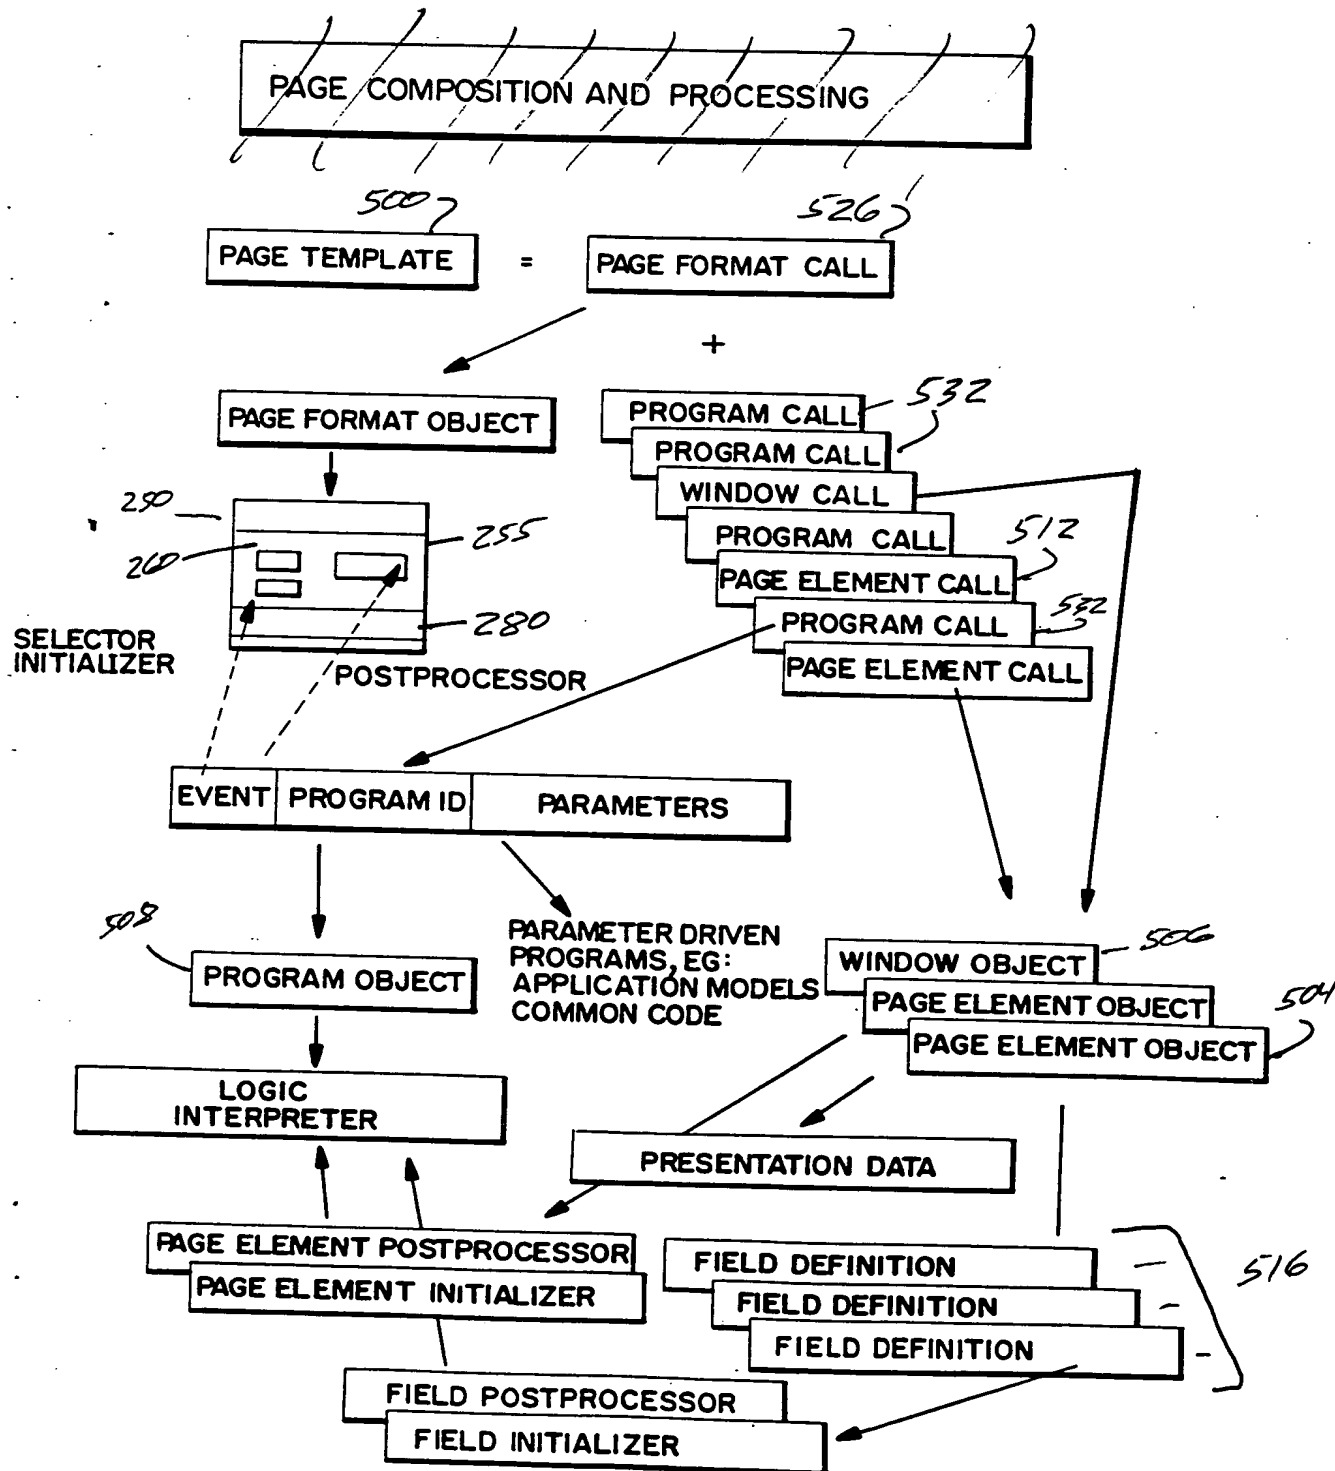 PAGE COMPOSITION AND PROCESSING
500
526
PAGE TEMPLATE = PAGE FORMAT CALL
+
532
PAGE FORMAT OBJECT
PROGRAM CALL
PROGRAM CALL
WINDOW CALL
PROGRAM CALL
512
PAGE ELEMENT CALL
532
PROGRAM CALL
PAGE ELEMENT CALL
250
255
260
280
SELECTOR
INITIALIZER
POSTPROCESSOR
EVENT PROGRAM ID PARAMETERS
508
PROGRAM OBJECT
PARAMETER DRIVEN
PROGRAMS, EG:
APPLICATION MODELS
COMMON CODE
506
WINDOW OBJECT
PAGE ELEMENT OBJECT
504
PAGE ELEMENT OBJECT
LOGIC
INTERPRETER
PRESENTATION DATA
PAGE ELEMENT POSTPROCESSOR
PAGE ELEMENT INITIALIZER
FIELD DEFINITION
FIELD DEFINITION
FIELD DEFINITION
516
FIELD POSTPROCESSOR
FIELD INITIALIZER